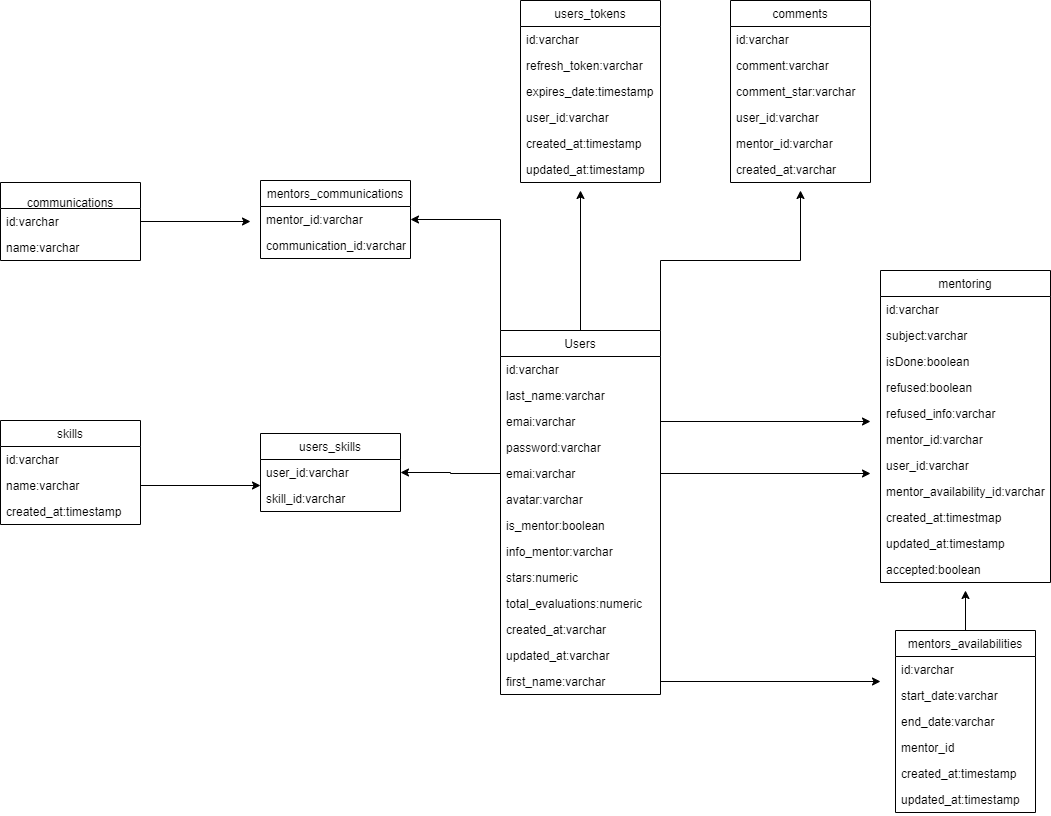 users_tokens
id:varchar
refresh_token:varchar
expires_date:timestamp
user_id:varchar
created_at:timestamp
updated_at:timestamp
comments
id:varchar
comment:varchar
comment_star:varchar
user_id:varchar
mentor_id:varchar
created_at:varchar
communications
id:varchar
name:varchar
mentors_communications
mentor_id:varchar
communication_id:varchar
mentoring
id:varchar
subject:varchar
isDone:boolean
refused:boolean
refused_info:varchar
mentor_id:varchar
user_id:varchar
mentor_availability_id:varchar
created_at:timestmap
updated_at:timestamp
accepted:boolean
Users
id:varchar
last_name:varchar
emai:varchar
password:varchar
emai:varchar
avatar:varchar
is_mentor:boolean
info_mentor:varchar
stars:numeric
total_evaluations:numeric
created_at:varchar
updated_at:varchar
first_name:varchar
skills
id:varchar
name:varchar
created_at:timestamp
users_skills
user_id:varchar
skill_id:varchar
mentors_availabilities
id:varchar
start_date:varchar
end_date:varchar
mentor_id
created_at:timestamp
updated_at:timestamp